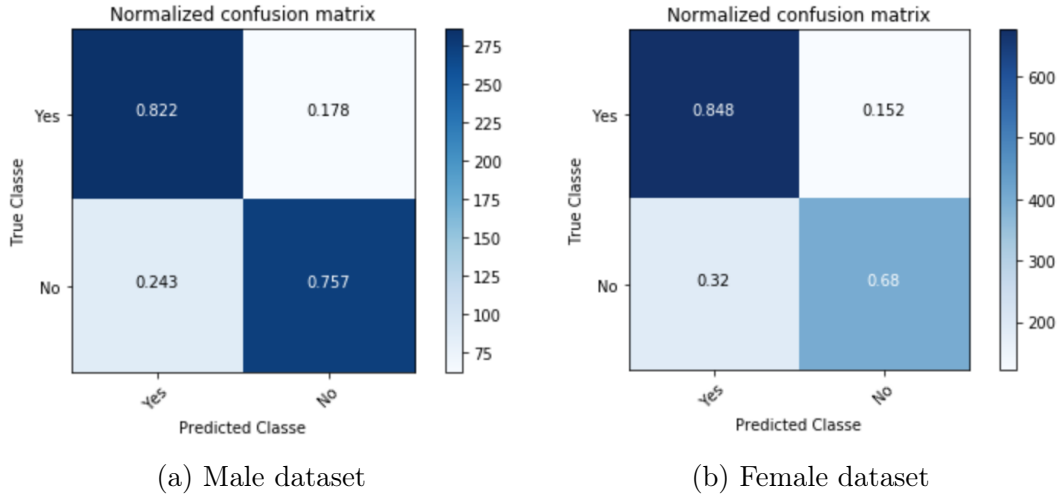 Normalized confusion matrix
Yes
No
True Classe
0.822
0.178
0.243
0.757
Yes
No
Predicted Classe
275
250
225
200
175
150
125
100
75
(a) Male dataset
Normalized confusion matrix
Yes
No
True Classe
0.848
0.152
0.32
0.68
Yes
No
Predicted Classe
600
500
400
300
200
(b) Female dataset